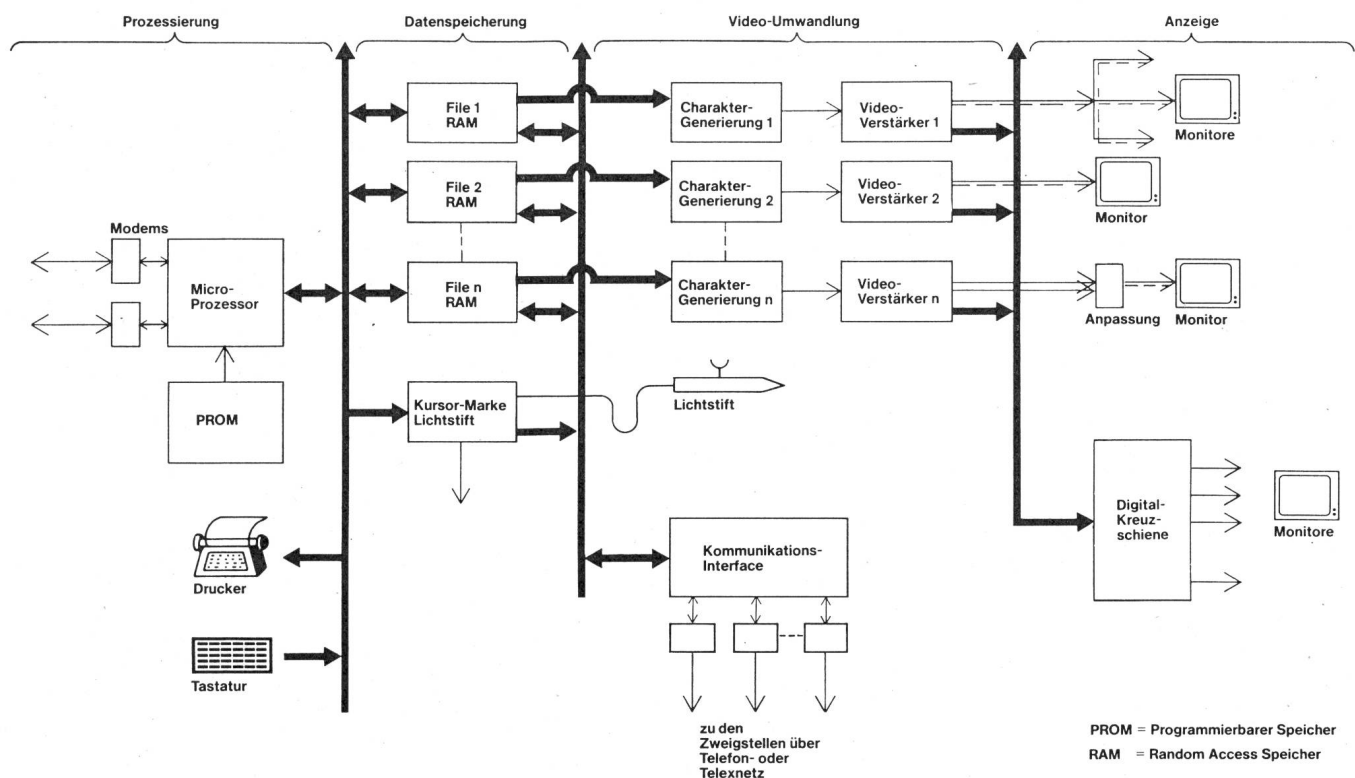 Prozessierung
Datenspeicherung
Video-Umwandlung
Anzeige
File 1
RAM
Charakter-
Generierung 1
Video-
Verstärker 1
Monitore
File 2
RAM
Charakter-
Generierung 2
Video-
Verstärker 2
Monitor
Modems
Micro-
Prozessor
File n
RAM
Charakter-
Generierung n
Video-
Verstärker n
Anpassung
Monitor
PROM
Kursor-Marke
Lichtstift
Lichtstift
Digital-
Kreuz-
schiene
Monitore
Drucker
Kommunikations-
Interface
Tastatur
zu den
Zweigstellen über
Telefon- oder
Telexnetz
PROM = Programmierbarer Speicher
RAM = Random Access Speicher